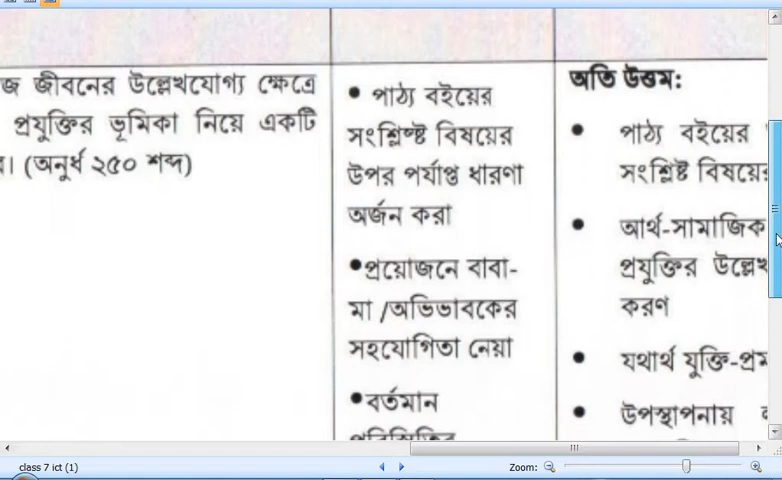 জ জীবনের উল্লেখযোগ্য ক্ষেত্রে
প্রযুক্তির ভূমিকা নিয়ে একটি
। (অনুর্ধ ২৫০ শব্দ)
• পাঠ্য বইয়ের
সংশ্লিষ্ট বিষয়ের
উপর পর্যাপ্ত ধারণা
অর্জন করা
•প্রয়োজনে বাবা-
মা /অভিভাবকের
সহযোগিতা নেয়া
•বর্তমান
অতি উত্তম:
• পাঠ্য বইয়ের
সংশ্লিষ্ট বিষয়ের
• আর্থ-সামাজিক
প্রযুক্তির উল্লেখ
করণ
• যথার্থ যুক্তি-প্রম
• উপস্থাপনায়
class 7 ict (1)
Zoom: